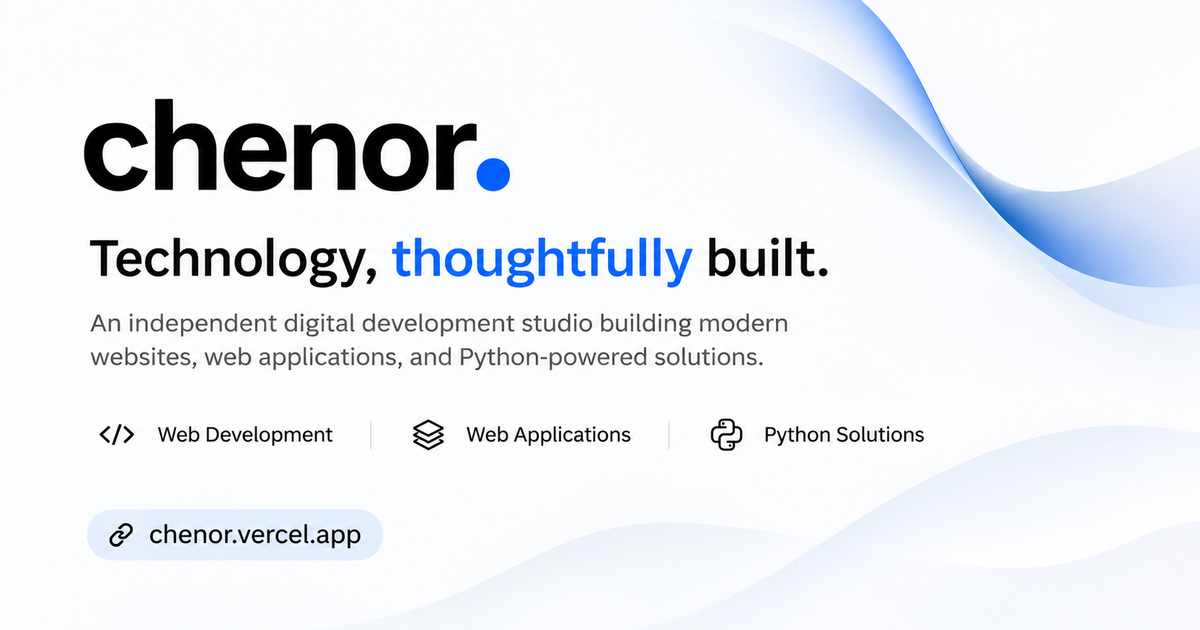 chenor.
Technology, thoughtfully built.
An independent digital development studio building modern
websites, web applications, and Python-powered solutions.
Web Development
Web Applications
Python Solutions
chenor.vercel.app